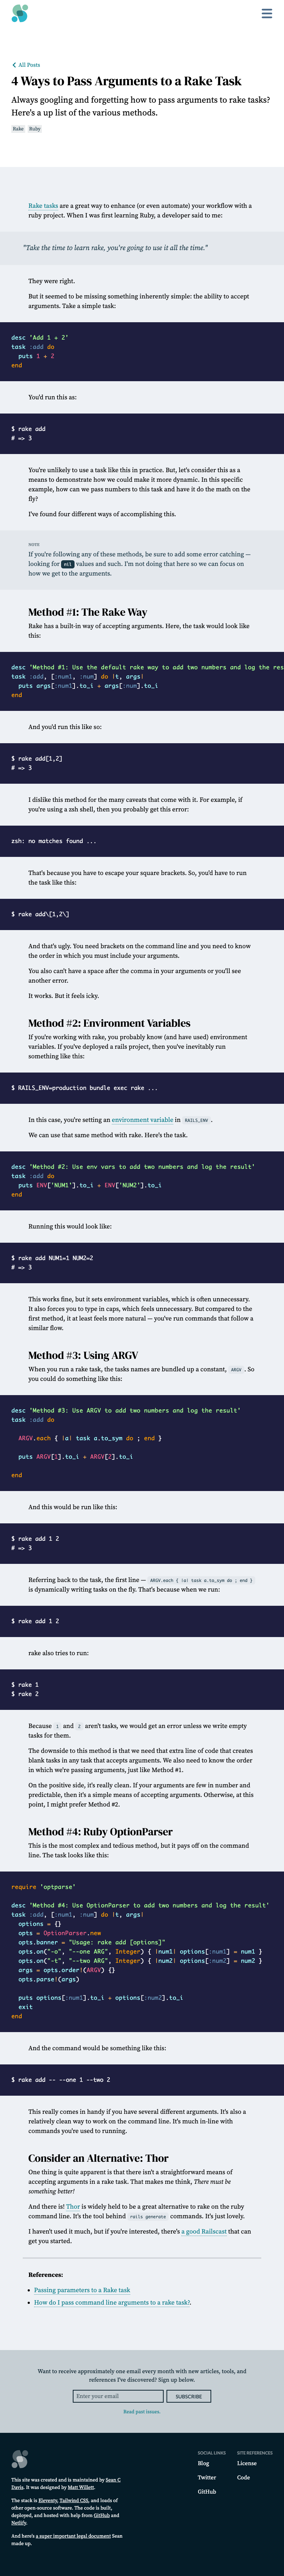 All Posts
4 Ways to Pass Arguments to a Rake Task
Always googling and forgetting how to pass arguments to rake tasks?
Here's a up list of the various methods.
Rake Ruby
Rake tasks are a great way to enhance (or even automate) your workflow with a
ruby project. When I was first learning Ruby, a developer said to me:
"Take the time to learn rake, you're going to use it all the time."
They were right.
But it seemed to be missing something inherently simple: the ability to accept
arguments. Take a simple task:
desc 'Add 1 + 2'
task :add do
puts 1 + 2
end
You'd run this as:
$ rake add
# => 3
You're unlikely to use a task like this in practice. But, let's consider this as a
means to demonstrate how we could make it more dynamic. In this specific
example, how can we pass numbers to this task and have it do the math on the
fly?
I've found four different ways of accomplishing this.
NOTE
If you're following any of these methods, be sure to add some error catching —
looking for nil values and such. I'm not doing that here so we can focus on
how we get to the arguments.
Method #1: The Rake Way
Rake has a built-in way of accepting arguments. Here, the task would look like
this:
desc 'Method #1: Use the default rake way to add two numbers and log the res
task :add, [:num1, :num] do |t, args|
puts args[:num1].to_i + args[:num].to_i
end
And you'd run this like so:
$ rake add[1,2]
# => 3
I dislike this method for the many caveats that come with it. For example, if
you're using a zsh shell, then you probably get this error:
zsh: no matches found ...
That's because you have to escape your square brackets. So, you'd have to run
the task like this:
$ rake add\[1,2\]
And that's ugly. You need brackets on the command line and you need to know
the order in which you must include your arguments.
You also can't have a space after the comma in your arguments or you'll see
another error.
It works. But it feels icky.
Method #2: Environment Variables
If you're working with rake, you probably know (and have used) environment
variables. If you've deployed a rails project, then you've inevitably run
something like this:
$ RAILS_ENV=production bundle exec rake ...
In this case, you're setting an environment variable in RAILS_ENV .
We can use that same method with rake. Here's the task.
desc 'Method #2: Use env vars to add two numbers and log the result'
task :add do
puts ENV['NUM1'].to_i + ENV['NUM2'].to_i
end
Running this would look like:
$ rake add NUM1=1 NUM2=2
# => 3
This works fine, but it sets environment variables, which is often unnecessary.
It also forces you to type in caps, which feels unnecessary. But compared to the
first method, it at least feels more natural — you've run commands that follow a
similar flow.
Method #3: Using ARGV
When you run a rake task, the tasks names are bundled up a constant, ARGV . So
you could do something like this:
desc 'Method #3: Use ARGV to add two numbers and log the result'
task :add do
ARGV.each { |a| task a.to_sym do ; end }
puts ARGV[1].to_i + ARGV[2].to_i
end
And this would be run like this:
$ rake add 1 2
# => 3
Referring back to the task, the first line — ARGV.each { |a| task a.to_sym do ; end }
is dynamically writing tasks on the fly. That's because when we run:
$ rake add 1 2
rake also tries to run:
$ rake 1
$ rake 2
Because 1 and 2 aren't tasks, we would get an error unless we write empty
tasks for them.
The downside to this method is that we need that extra line of code that creates
blank tasks in any task that accepts arguments. We also need to know the order
in which we're passing arguments, just like Method #1.
On the positive side, it's really clean. If your arguments are few in number and
predictable, then it's a simple means of accepting arguments. Otherwise, at this
point, I might prefer Method #2.
Method #4: Ruby OptionParser
This is the most complex and tedious method, but it pays off on the command
line. The task looks like this:
require 'optparse'
desc 'Method #4: Use OptionParser to add two numbers and log the result'
task :add, [:num1, :num] do |t, args|
options = {}
opts = OptionParser.new
opts.banner = "Usage: rake add [options]"
opts.on("-o", "--one ARG", Integer) { |num1| options[:num1] = num1 }
opts.on("-t", "--two ARG", Integer) { |num2| options[:num2] = num2 }
args = opts.order!(ARGV) {}
opts.parse!(args)
puts options[:num1].to_i + options[:num2].to_i
exit
end
And the command would be something like this:
$ rake add -- --one 1 --two 2
This really comes in handy if you have several different arguments. It's also a
relatively clean way to work on the command line. It's much in-line with
commands you're used to running.
Consider an Alternative: Thor
One thing is quite apparent is that there isn't a straightforward means of
accepting arguments in a rake task. That makes me think, There must be
something better!
And there is! Thor is widely held to be a great alternative to rake on the ruby
command line. It's the tool behind rails generate commands. It's just lovely.
I haven't used it much, but if you're interested, there's a good Railscast that can
get you started.
References:
Passing parameters to a Rake task
How do I pass command line arguments to a rake task?.
Want to receive approximately one email every month with new articles, tools, and
references I've discovered? Sign up below.
Enter your email SUBSCRIBE
Read past issues.
This site was created and is maintained by Sean C
Davis. It was designed by Matt Willett.
The stack is Eleventy, Tailwind CSS, and loads of
other open-source software. The code is built,
deployed, and hosted with help from GitHub and
Netlify.
And here's a super important legal document Sean
made up.
SOCIAL LINKS
Blog
Twitter
GitHub
SITE REFERENCES
License
Code